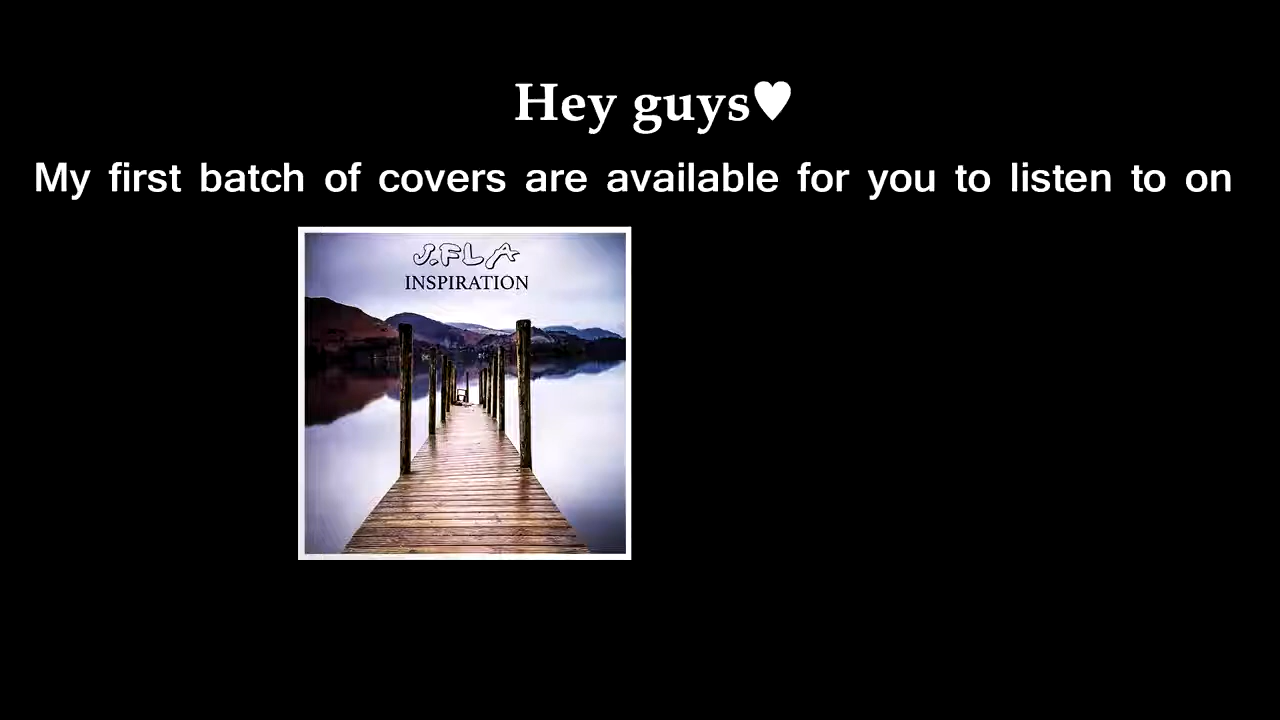 Hey guys♥
My first batch of covers are available for you to listen to on
J.FLA
INSPIRATION